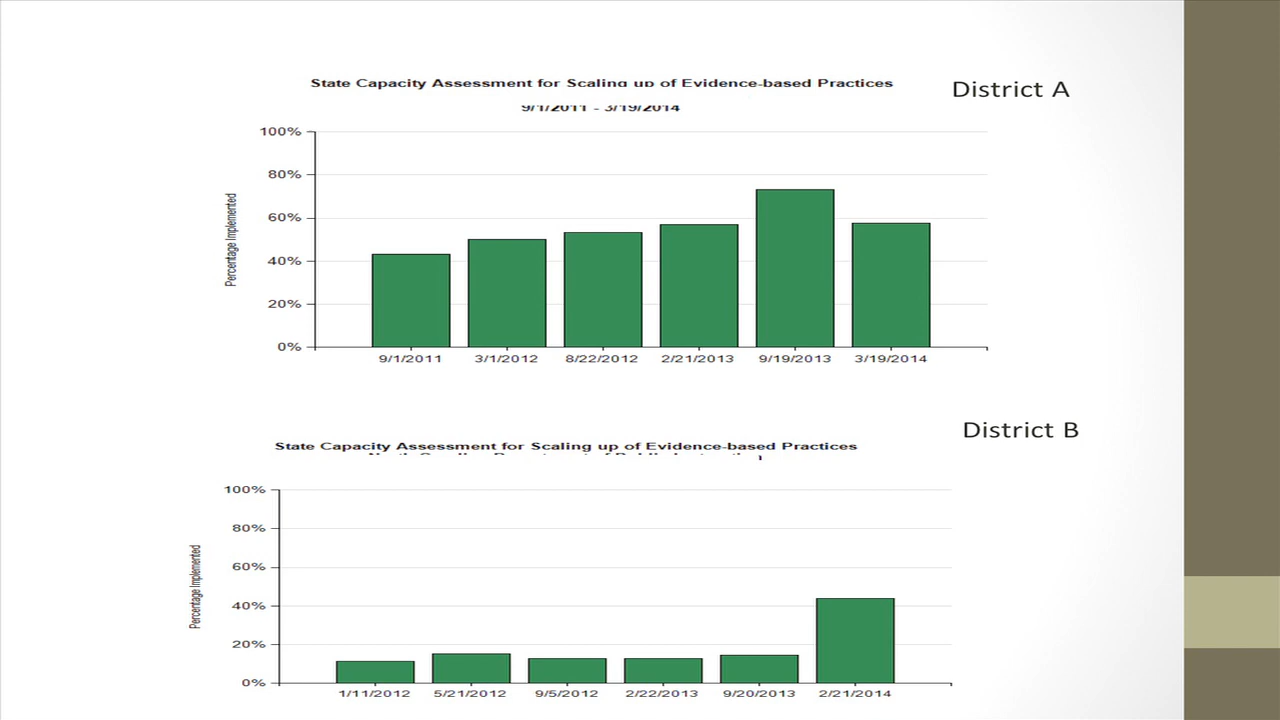 State Capacity Assessment for Scaling up of Evidence-based Practices
District A
9/1/2011 - 3/19/2014
100%
80%
60%
40%
20%
0%
Percentage Implemented
9/1/2011 3/1/2012 8/22/2012 2/21/2013 9/19/2013 3/19/2014
District B
State Capacity Assessment for Scaling up of Evidence-based Practices
100%
80%
60%
40%
20%
0%
Percentage Implemented
1/11/2012 5/21/2012 9/5/2012 2/22/2013 9/20/2013 2/21/2014